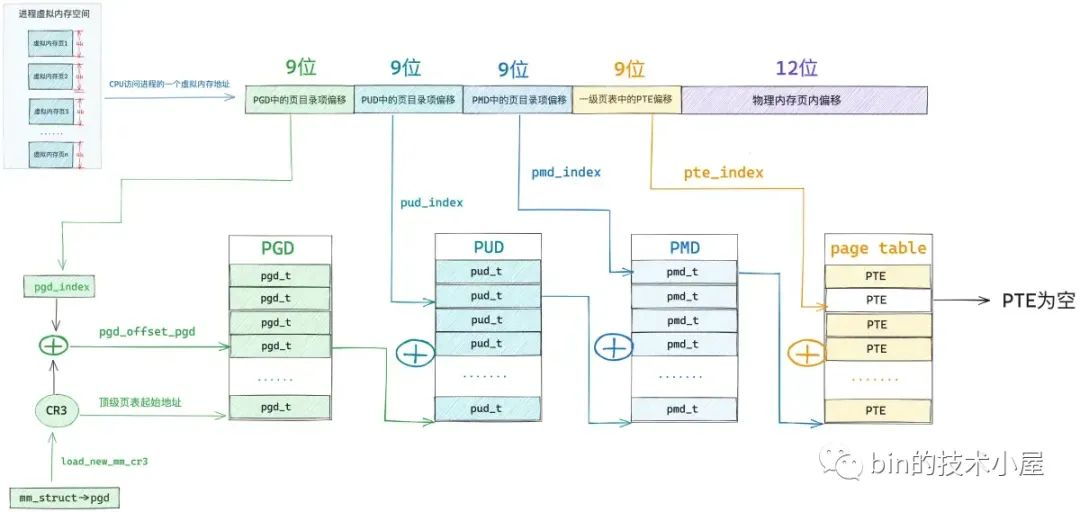 进程虚拟内存空间
虚拟内存页1
4k
虚拟内存页2
4k
虚拟内存页3
4k
......
虚拟内存页n
4k
CPU访问进程的一个虚拟内存地址
9位 9位 9位 9位 12位
PGD中的页目录项偏移 PUD中的页目录项偏移 PMD中的页目录项偏移 一级页表中的PTE偏移 物理内存页内偏移
pud_index
pmd_index
pte_index
pgd_index
pgd_offset_pgd
CR3
顶级页表起始地址
load_new_mm_cr3
mm_struct→pgd
PGD
pgd_t
pgd_t
pgd_t
pgd_t
......
pgd_t
PUD
pud_t
pud_t
pud_t
pud_t
.......
pud_t
PMD
pmd_t
pmd_t
pmd_t
pmd_t
.......
pmd_t
page table
PTE
PTE
PTE
PTE
.......
PTE
PTE为空
bin的技术小屋